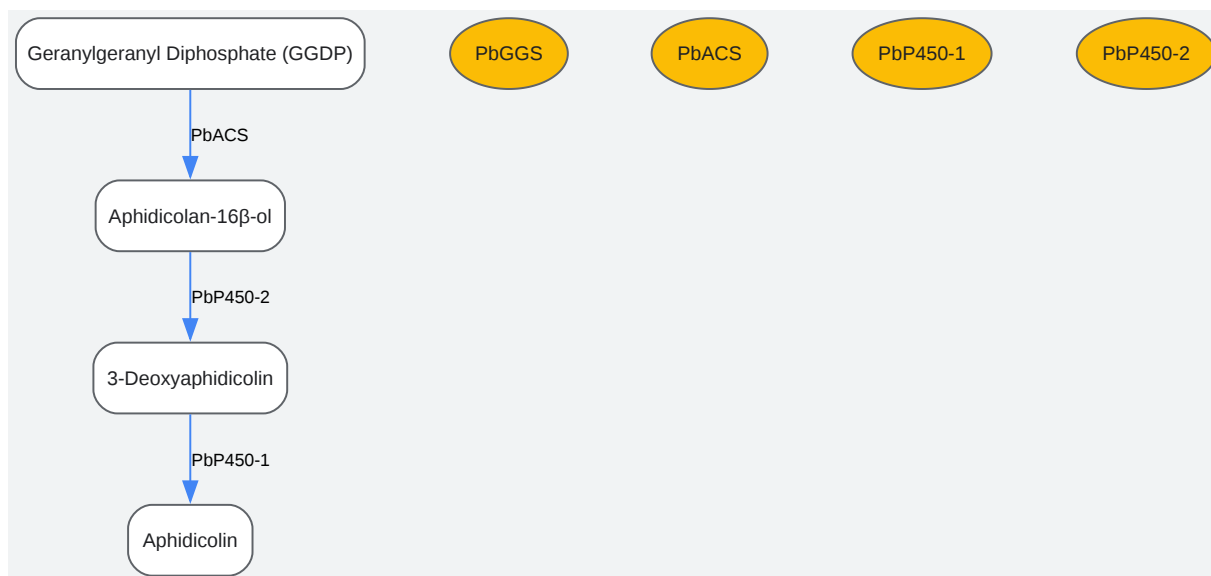 Geranylgeranyl Diphosphate (GGDP)
PbGGS
PbACS
PbP450-1
PbP450-2
PbACS
Aphidicolan-16β-ol
PbP450-2
3-Deoxyaphidicolin
PbP450-1
Aphidicolin